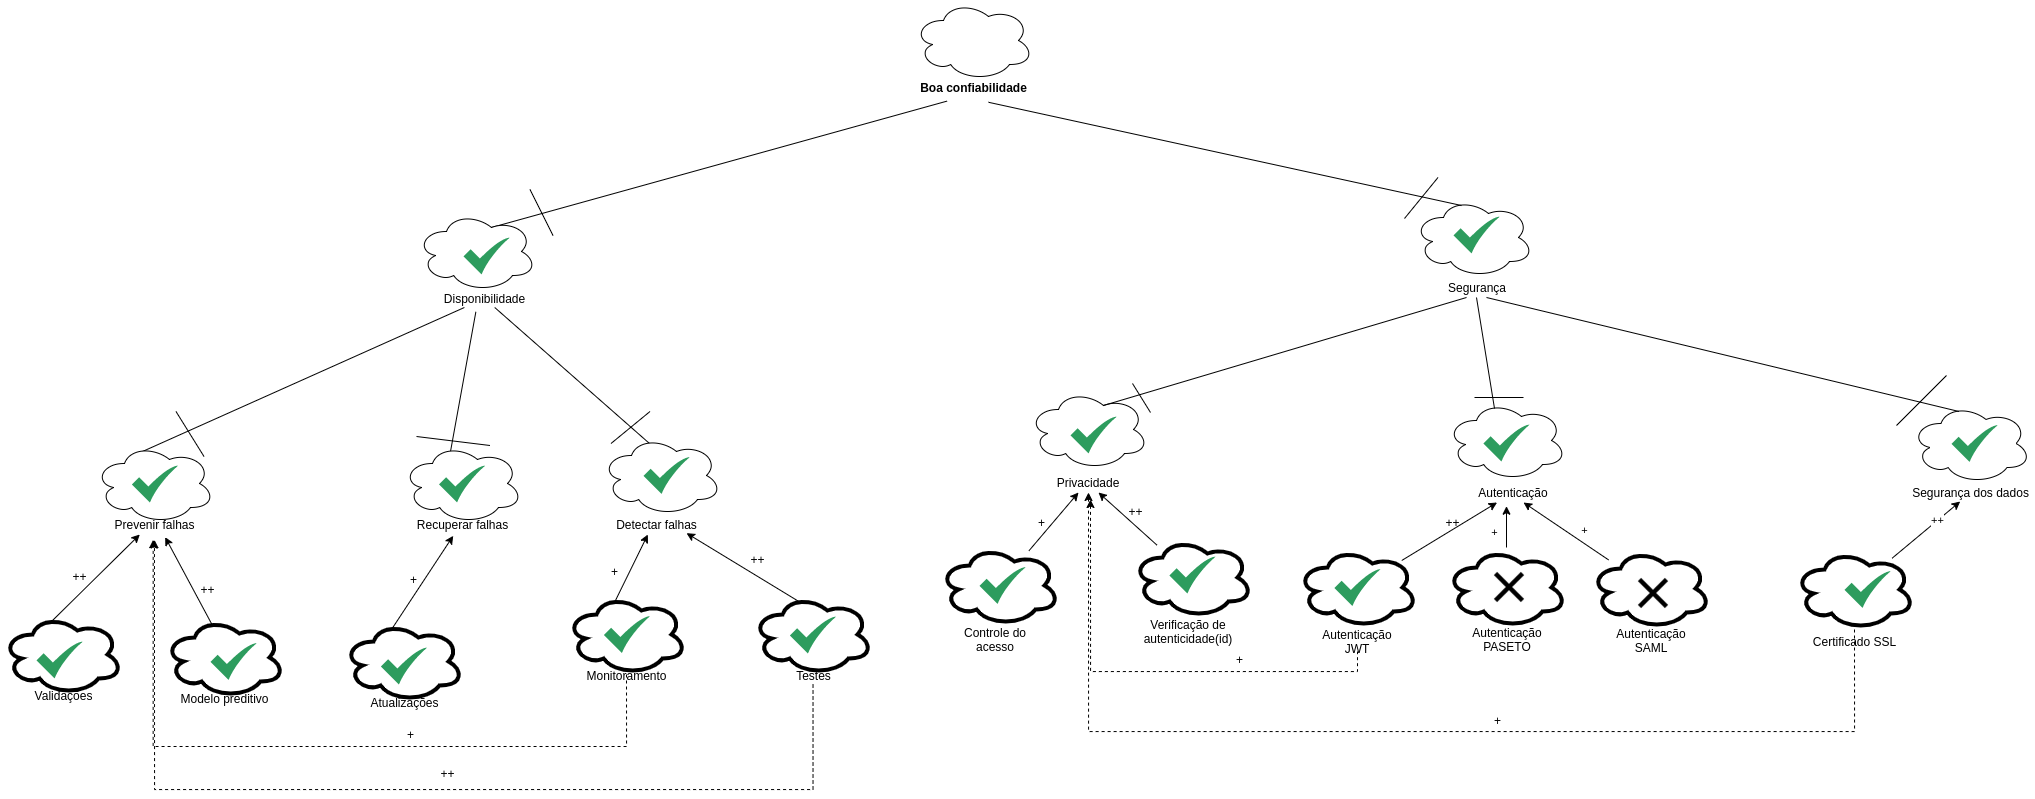 Boa confiabilidade
Disponibilidade
Segurança
Privacidade
Autenticação
Segurança dos dados
Prevenir falhas
Recuperar falhas
Detectar falhas
+
++
++
+
+
++
++
++
+
+
++
++
Controle do
acesso
Verificação de
autenticidade(id)
Autenticação
JWT
Autenticação
PASETO
Autenticação
SAML
Certificado SSL
Validações
Modelo preditivo
Atualizações
Monitoramento
Testes
+
+
+
++